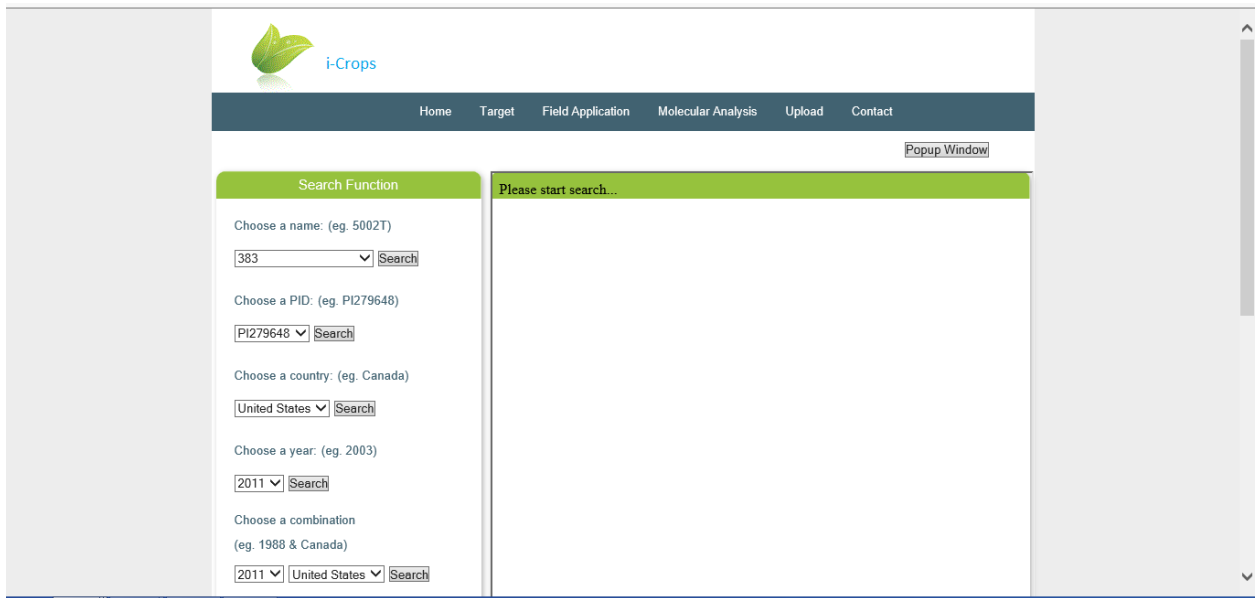 i-Crops
Home Target Field Application Molecular Analysis Upload Contact
Popup Window
Search Function
Choose a name: (eg. 5002T)
383 Search
Choose a PID: (eg. PI279648)
PI279648 Search
Choose a country: (eg. Canada)
United States Search
Choose a year: (eg. 2003)
2011 Search
Choose a combination
(eg. 1988 & Canada)
2011 United States Search
Please start search...